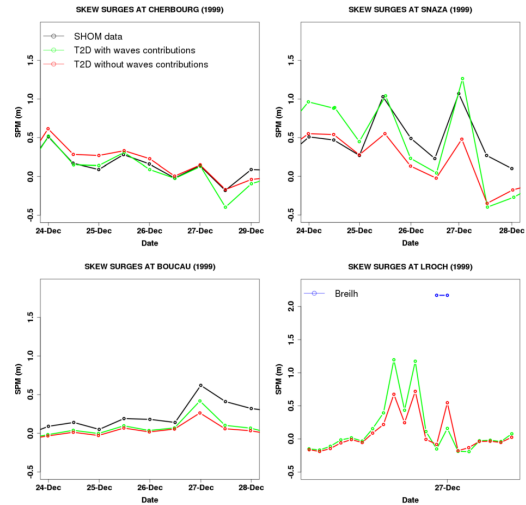 SKEW SURGES AT CHERBOURG (1999)
SHOM data
T2D with waves contributions
T2D without waves contributions
SPM (m)
1.5
1.0
0.5
0.0
-0.5
24-Dec 25-Dec 26-Dec 27-Dec 29-Dec
Date
SKEW SURGES AT SNAZA (1999)
SPM (m)
1.5
1.0
0.5
0.0
-0.5
24-Dec 25-Dec 26-Dec 27-Dec 28-Dec
Date
SKEW SURGES AT BOUCAU (1999)
SPM (m)
1.5
1.0
0.5
0.0
-0.5
24-Dec 25-Dec 26-Dec 27-Dec 28-Dec
Date
SKEW SURGES AT LROCH (1999)
Breilh
SPM (m)
2.0
1.5
1.0
0.5
0.0
-0.5
27-Dec
Date